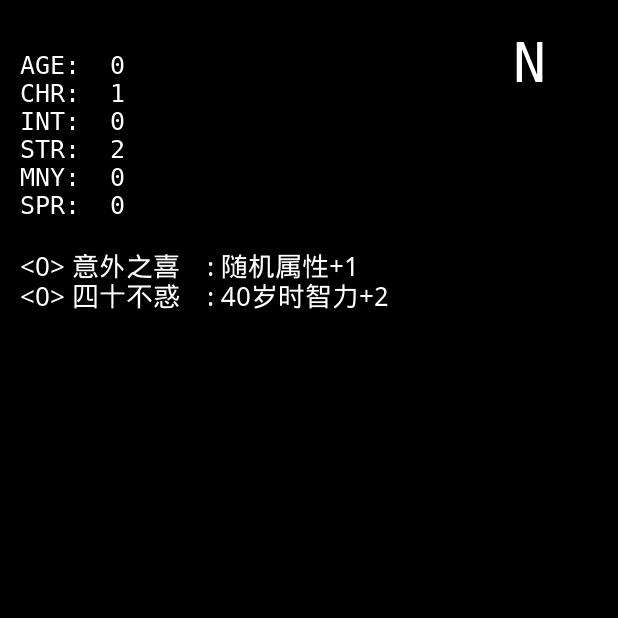 N
AGE: 0
CHR: 1
INT: 0
STR: 2
MNY: 0
SPR: 0
<0> 意外之喜 : 随机属性+1
<0> 四十不惑 : 40岁时智力+2